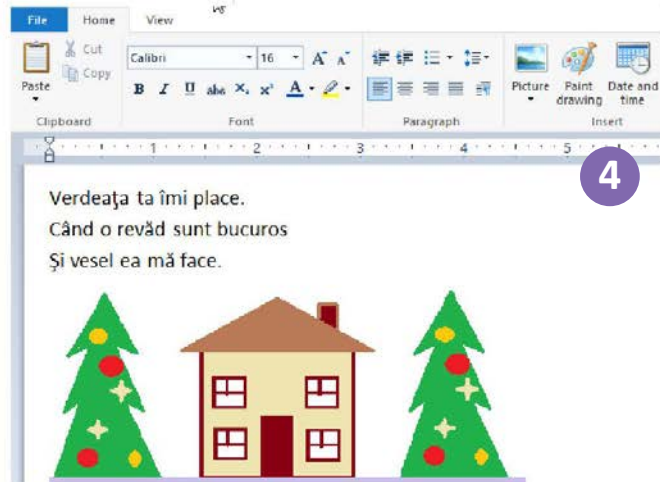 File Home View
Cut
Copy
Paste
Calibri 16 A A
B I U abc X₂ X² A
Picture Paint drawing Date and time
Clipboard Font Paragraph Insert
1 2 3 4 5
4
Verdeaţa ta îmi place.
Când o revăd sunt bucuros
Şi vesel ea mă face.